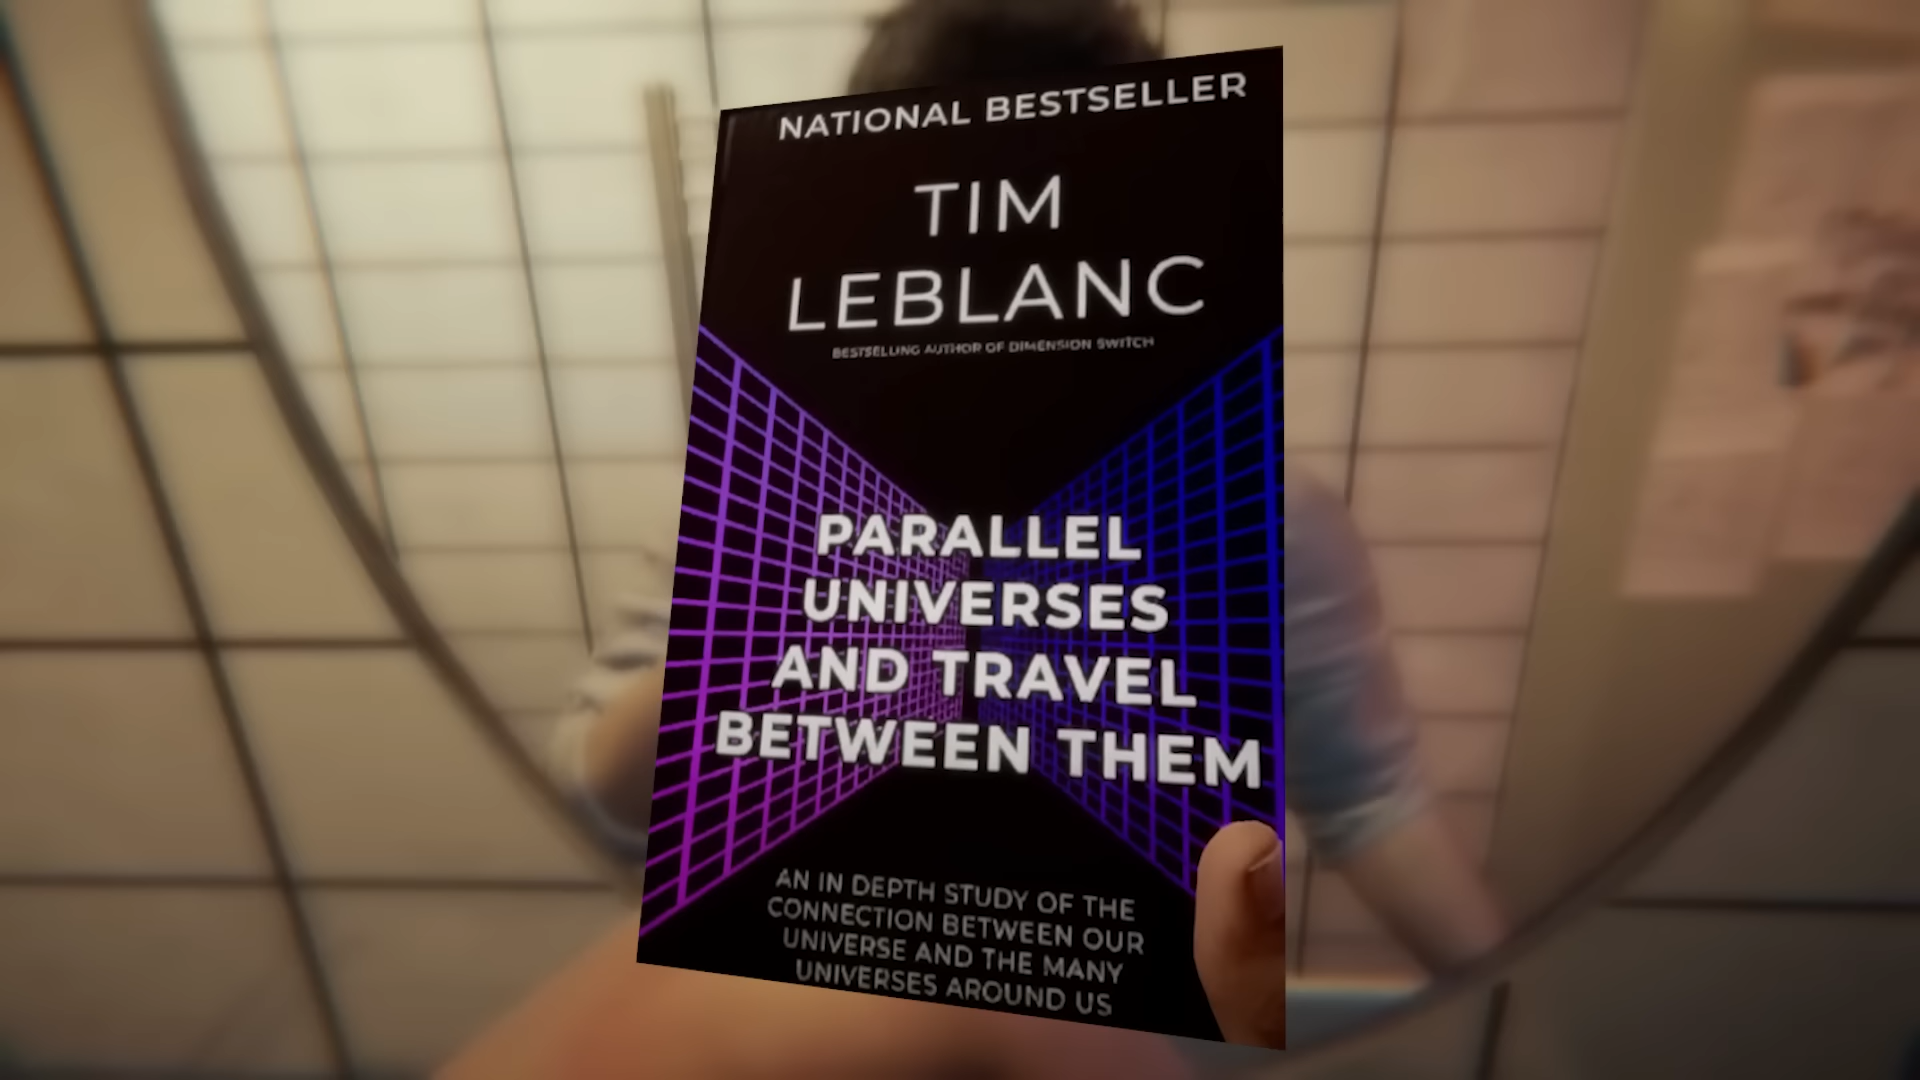 NATIONAL BESTSELLER
TIM
LEBLANC
BESTSELLING AUTHOR OF DIMENSION SWITCH
PARALLEL
UNIVERSES
AND TRAVEL
BETWEEN THEM
AN IN DEPTH STUDY OF THE
CONNECTION BETWEEN OUR
UNIVERSE AND THE MANY
UNIVERSES AROUND US